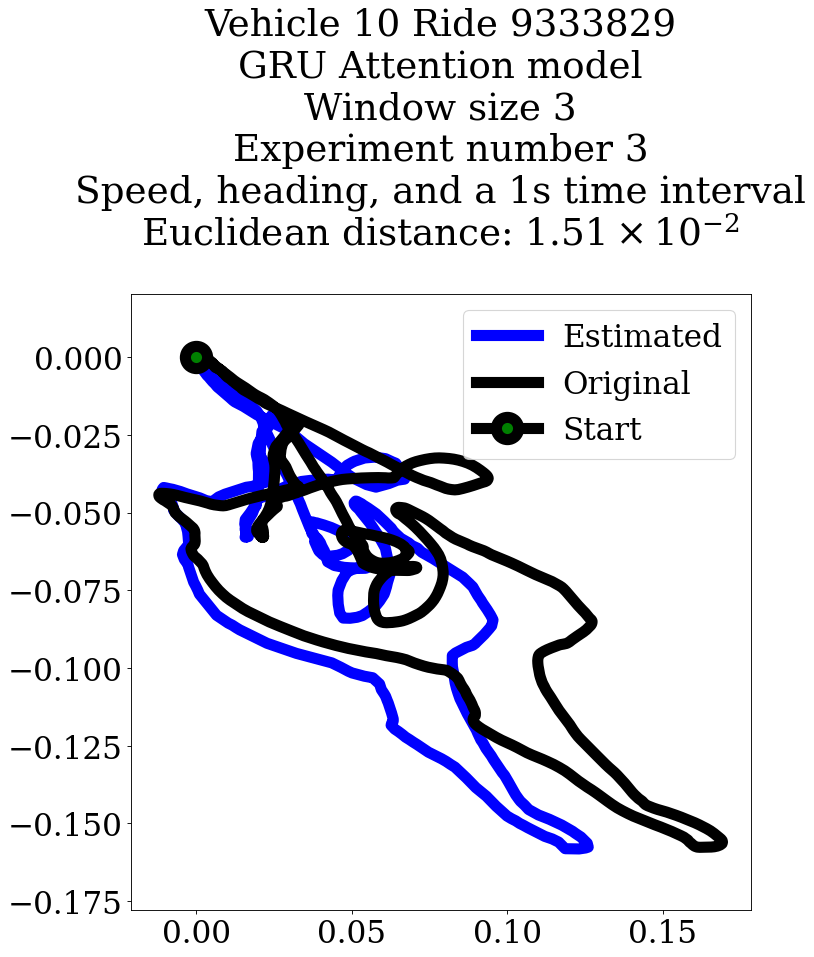 Vehicle 10 Ride 9333829
GRU Attention model
Window size 3
Experiment number 3
Speed, heading, and a 1s time interval
Euclidean distance: 1.51 × 10⁻²
Estimated
Original
Start
0.000
−0.025
−0.050
−0.075
−0.100
−0.125
−0.150
−0.175
0.00 0.05 0.10 0.15